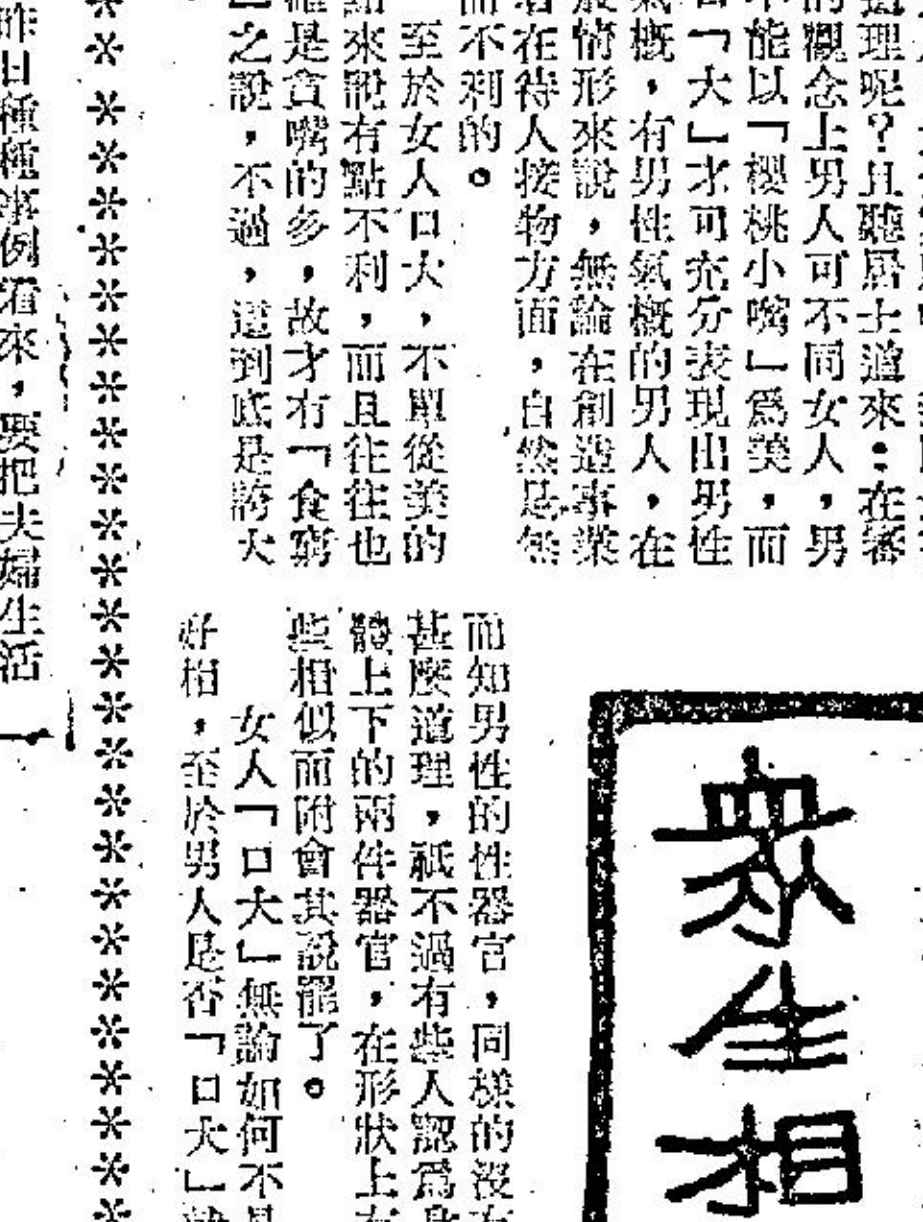 道理呢？且聽居士道來：在審
的觀念上男人可不同女人，男
不能以「櫻桃小嘴」爲美，而
「大」才可充分表現出男性
氣概，有男性氣概的男人，在
般情形來說，無論在創造事業
在待人接物方面，自然是無
而不利的。
至於女人口大，不單從美的
點來說有點不利，而且往往也
是貪嘴的多，故才有「食窮
」之說，不過，這到底是誇大
眾生相
而知男性的性器官，同樣的沒有
甚麼道理，祇不過有些人認爲身
體上下的兩件器官，在形狀上有
些相似而附會其說罷了。
女人「口大」無論如何不是
好相，至於男人是否「口大」就
昨日種種事例看來，要把夫婦生活